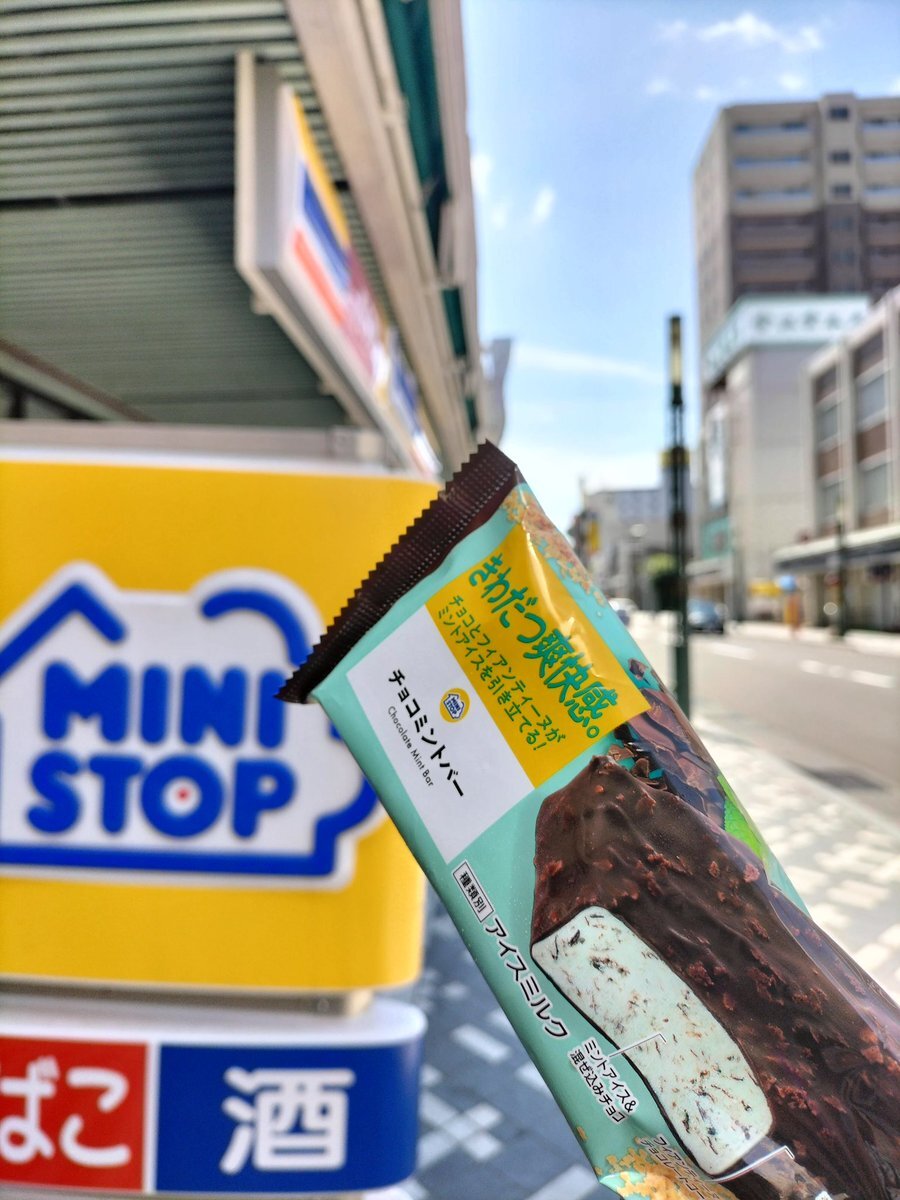 MINI
STOP
ばこ
酒
きわだつ爽快感。
チョコとフィアンティーヌが
ミントアイスを引き立てる!
MINI
STOP
チョコミントバー
Chocolate Mint Bar
種類別
アイスミルク
ミントアイス&
混ぜ込みチョコ